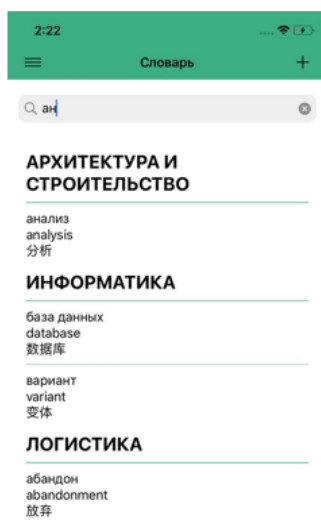 2:22
Словарь
ан
АРХИТЕКТУРА И
СТРОИТЕЛЬСТВО
анализ
analysis
分析
ИНФОРМАТИКА
база данных
database
数据库
вариант
variant
变体
ЛОГИСТИКА
абандон
abandonment
放弃